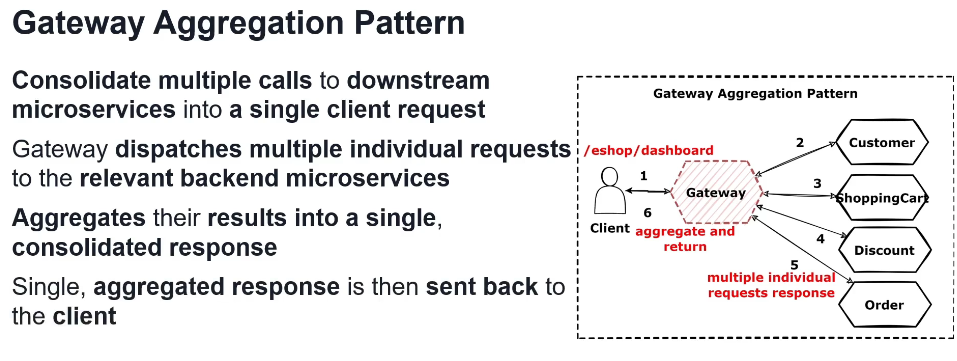 Gateway Aggregation Pattern
Consolidate multiple calls to downstream
microservices into a single client request
Gateway dispatches multiple individual requests
to the relevant backend microservices
Aggregates their results into a single,
consolidated response
Single, aggregated response is then sent back to
the client
Gateway Aggregation Pattern
/eshop/dashboard
1
6
Client
Gateway
aggregate and
return
2
3
4
5
multiple individual
requests response
Customer
ShoppingCart
Discount
Order